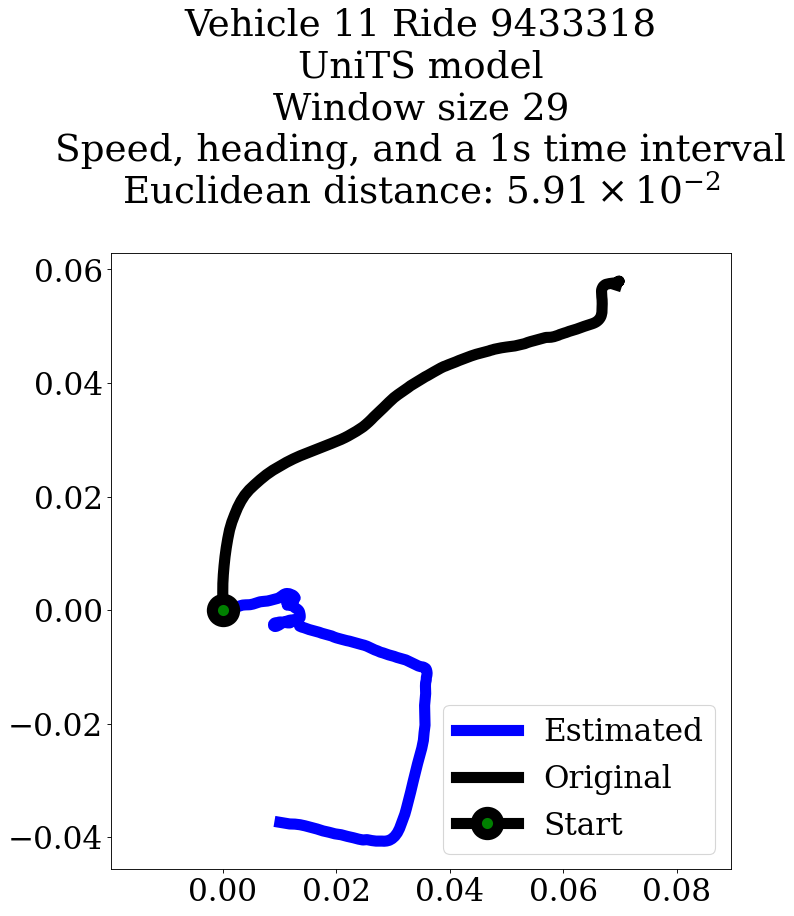 Vehicle 11 Ride 9433318
UniTS model
Window size 29
Speed, heading, and a 1s time interval
Euclidean distance: 5.91 × 10⁻²
0.06
0.04
0.02
0.00
−0.02
−0.04
Estimated
Original
Start
0.00 0.02 0.04 0.06 0.08